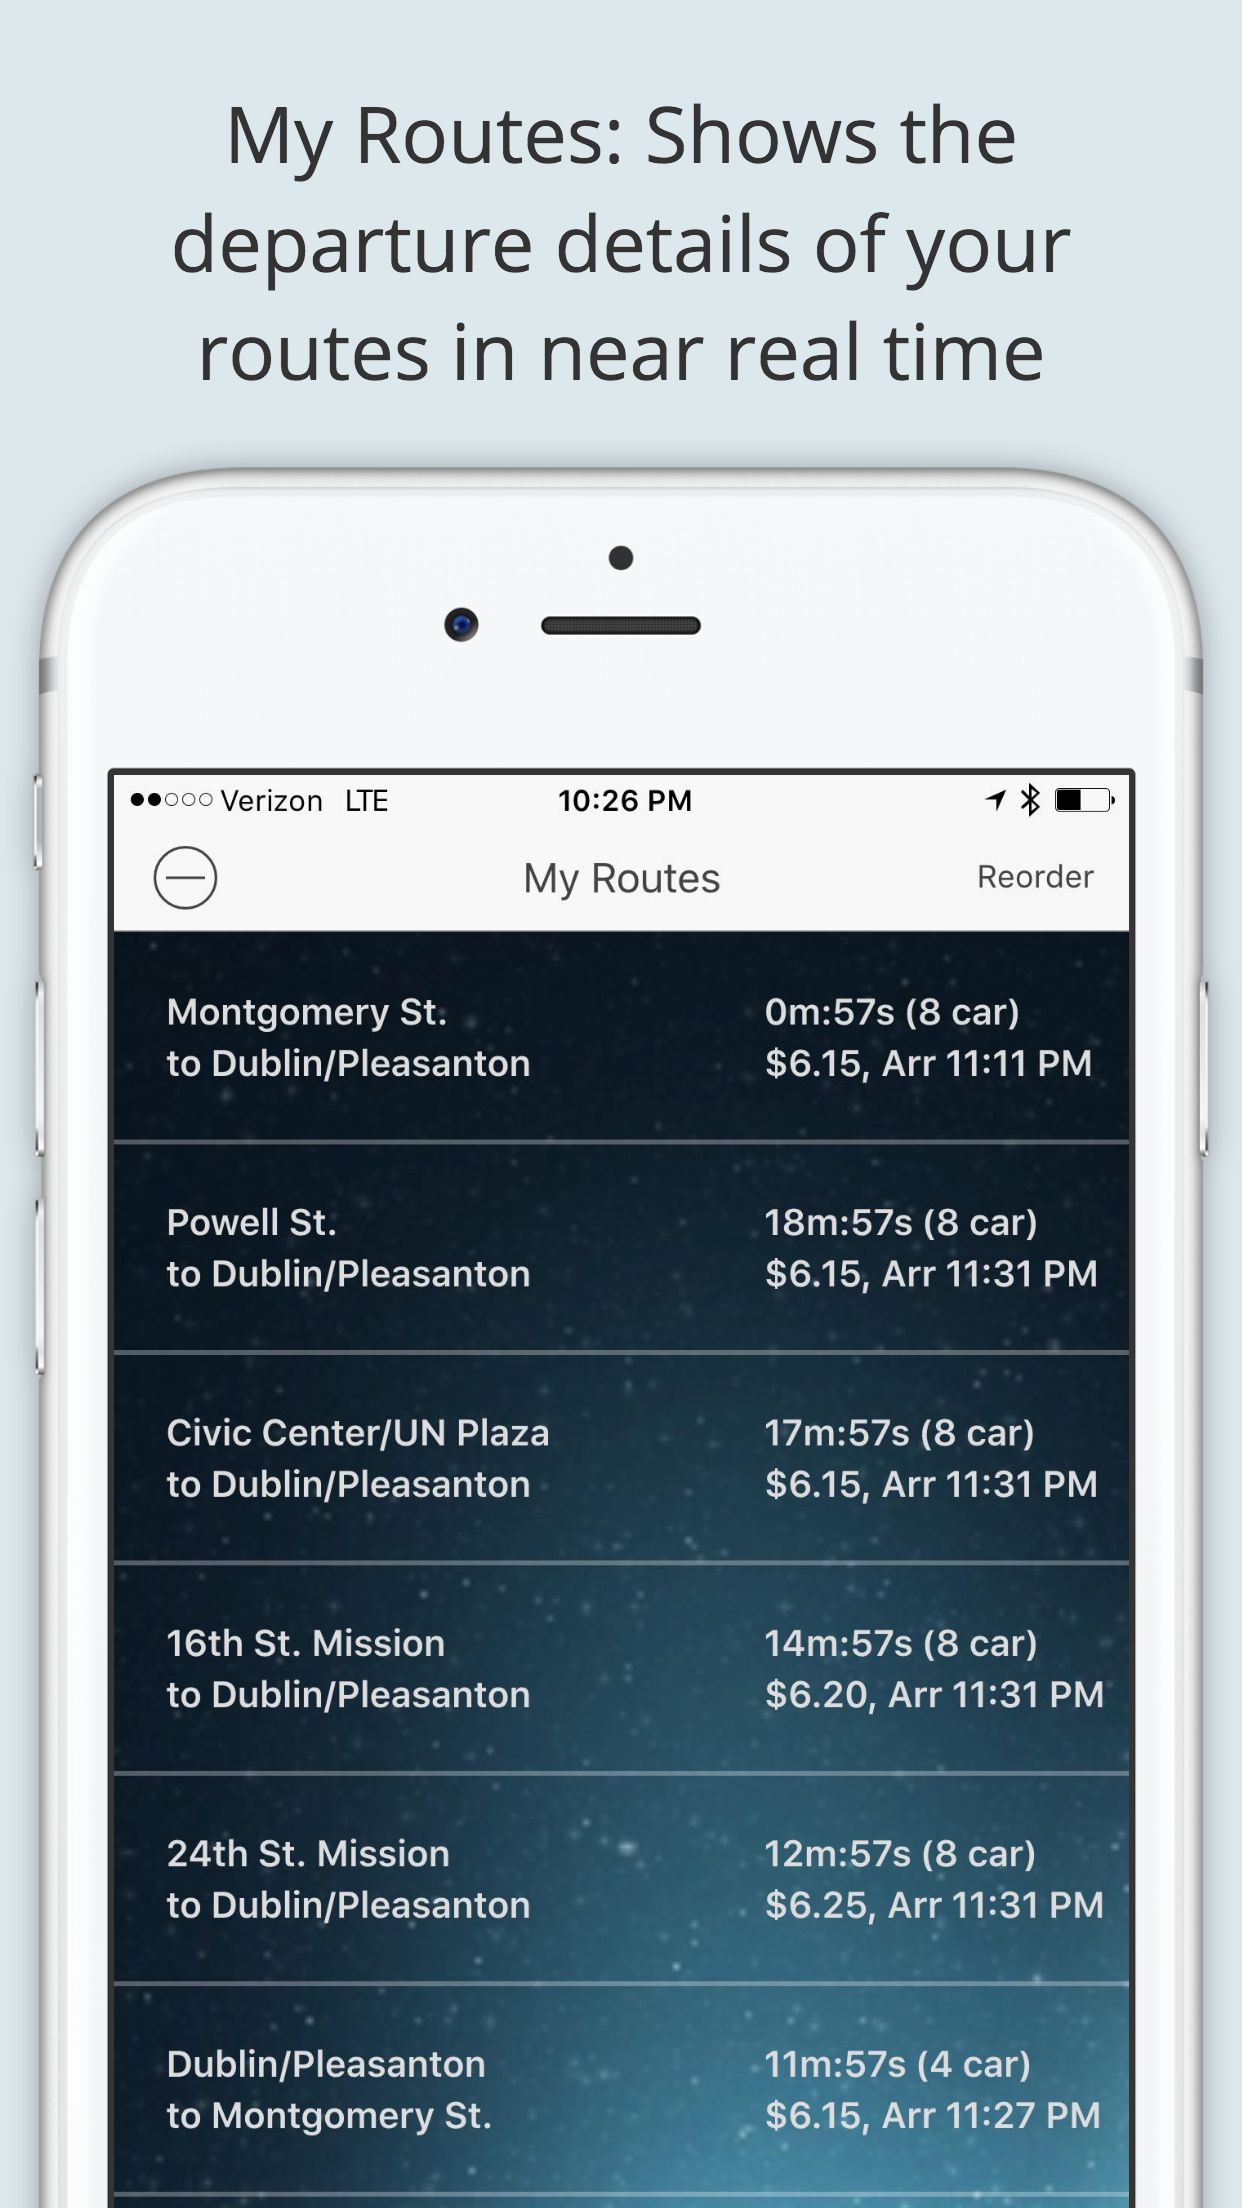 My Routes: Shows the
departure details of your
routes in near real time
Verizon LTE
10:26 PM
My Routes
Reorder
Montgomery St.
to Dublin/Pleasanton
0m:57s (8 car)
$6.15, Arr 11:11 PM
Powell St.
to Dublin/Pleasanton
18m:57s (8 car)
$6.15, Arr 11:31 PM
Civic Center/UN Plaza
to Dublin/Pleasanton
17m:57s (8 car)
$6.15, Arr 11:31 PM
16th St. Mission
to Dublin/Pleasanton
14m:57s (8 car)
$6.20, Arr 11:31 PM
24th St. Mission
to Dublin/Pleasanton
12m:57s (8 car)
$6.25, Arr 11:31 PM
Dublin/Pleasanton
to Montgomery St.
11m:57s (4 car)
$6.15, Arr 11:27 PM